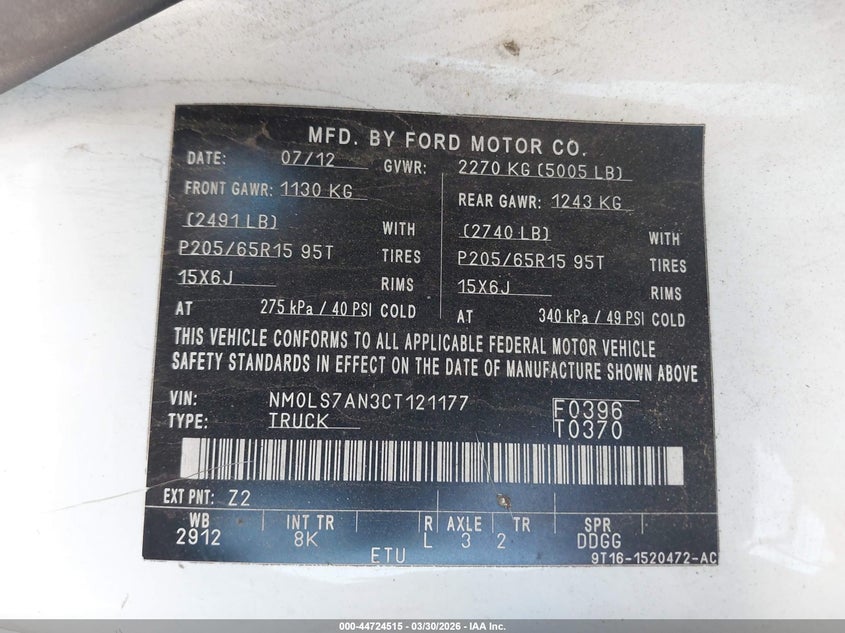 MFD. BY FORD MOTOR CO.
DATE: 07/12 GVWR: 2270 KG (5005 LB)
FRONT GAWR: 1130 KG REAR GAWR: 1243 KG
(2491 LB) WITH (2740 LB) WITH
P205/65R15 95T TIRES P205/65R15 95T TIRES
15X6J RIMS 15X6J RIMS
AT 275 kPa / 40 PSI COLD AT 340 kPa / 49 PSI COLD
THIS VEHICLE CONFORMS TO ALL APPLICABLE FEDERAL MOTOR VEHICLE
SAFETY STANDARDS IN EFFECT ON THE DATE OF MANUFACTURE SHOWN ABOVE
VIN: NM0LS7AN3CT121177 F0396
TYPE: TRUCK T0370
EXT PNT: Z2
WB INT TR R AXLE TR SPR
2912 8K L 3 2 DDGG
ETU 9T16-1520472-AC
000-44724515 - 03/30/2026 - IAA Inc.